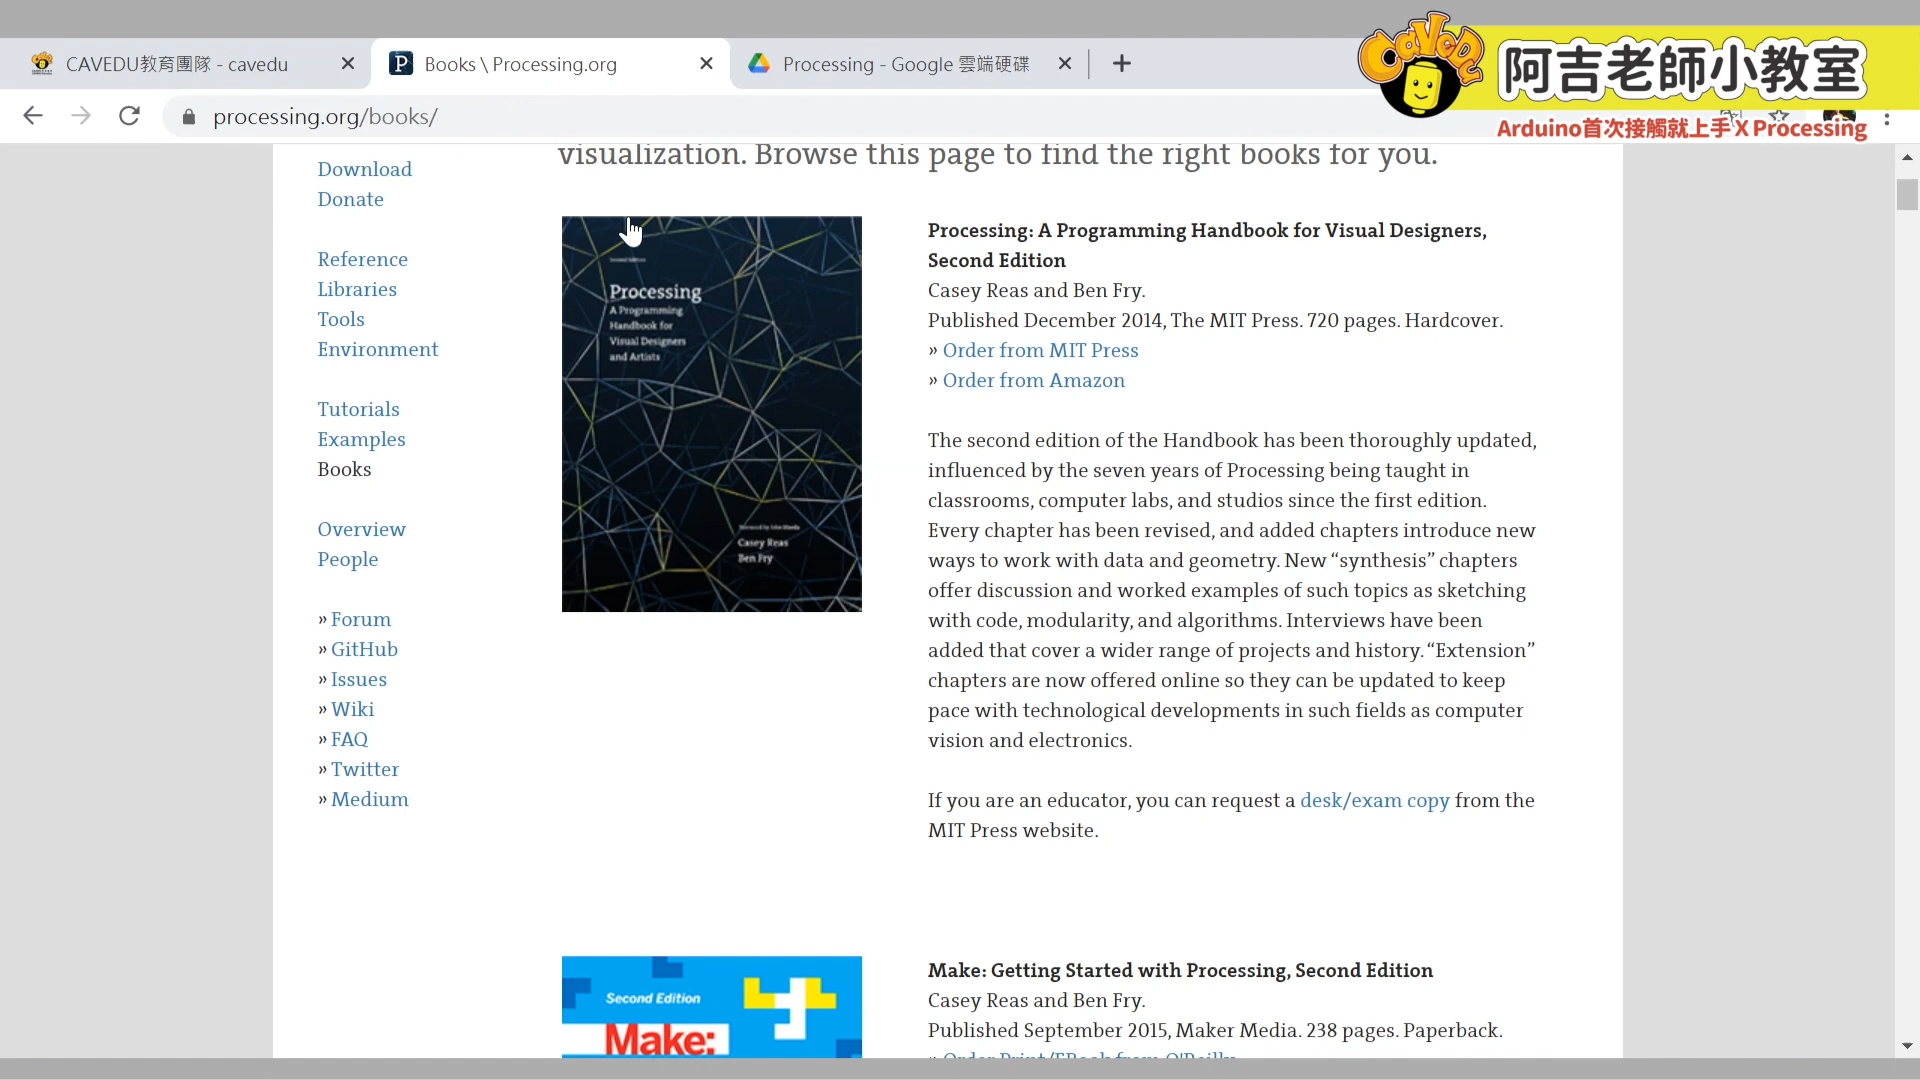 CAVEDU教育團隊 - cavedu
Books \ Processing.org
Processing - Google 雲端硬碟
CAVEDU
阿吉老師小教室
Arduino首次接觸就上手 X Processing
processing.org/books/
visualization. Browse this page to find the right books for you.
Download
Donate
Reference
Libraries
Tools
Environment
Tutorials
Examples
Books
Overview
People
» Forum
» GitHub
» Issues
» Wiki
» FAQ
» Twitter
» Medium
Second Edition
Processing
A Programming
Handbook for
Visual Designers
and Artists
Foreword by John Maeda
Casey Reas
Ben Fry
Processing: A Programming Handbook for Visual Designers,
Second Edition
Casey Reas and Ben Fry.
Published December 2014, The MIT Press. 720 pages. Hardcover.
» Order from MIT Press
» Order from Amazon
The second edition of the Handbook has been thoroughly updated,
influenced by the seven years of Processing being taught in
classrooms, computer labs, and studios since the first edition.
Every chapter has been revised, and added chapters introduce new
ways to work with data and geometry. New “synthesis” chapters
offer discussion and worked examples of such topics as sketching
with code, modularity, and algorithms. Interviews have been
added that cover a wider range of projects and history. “Extension”
chapters are now offered online so they can be updated to keep
pace with technological developments in such fields as computer
vision and electronics.
If you are an educator, you can request a desk/exam copy from the
MIT Press website.
Second Edition
Make:
Make: Getting Started with Processing, Second Edition
Casey Reas and Ben Fry.
Published September 2015, Maker Media. 238 pages. Paperback.
» Order Print/EBook from O'Reilly